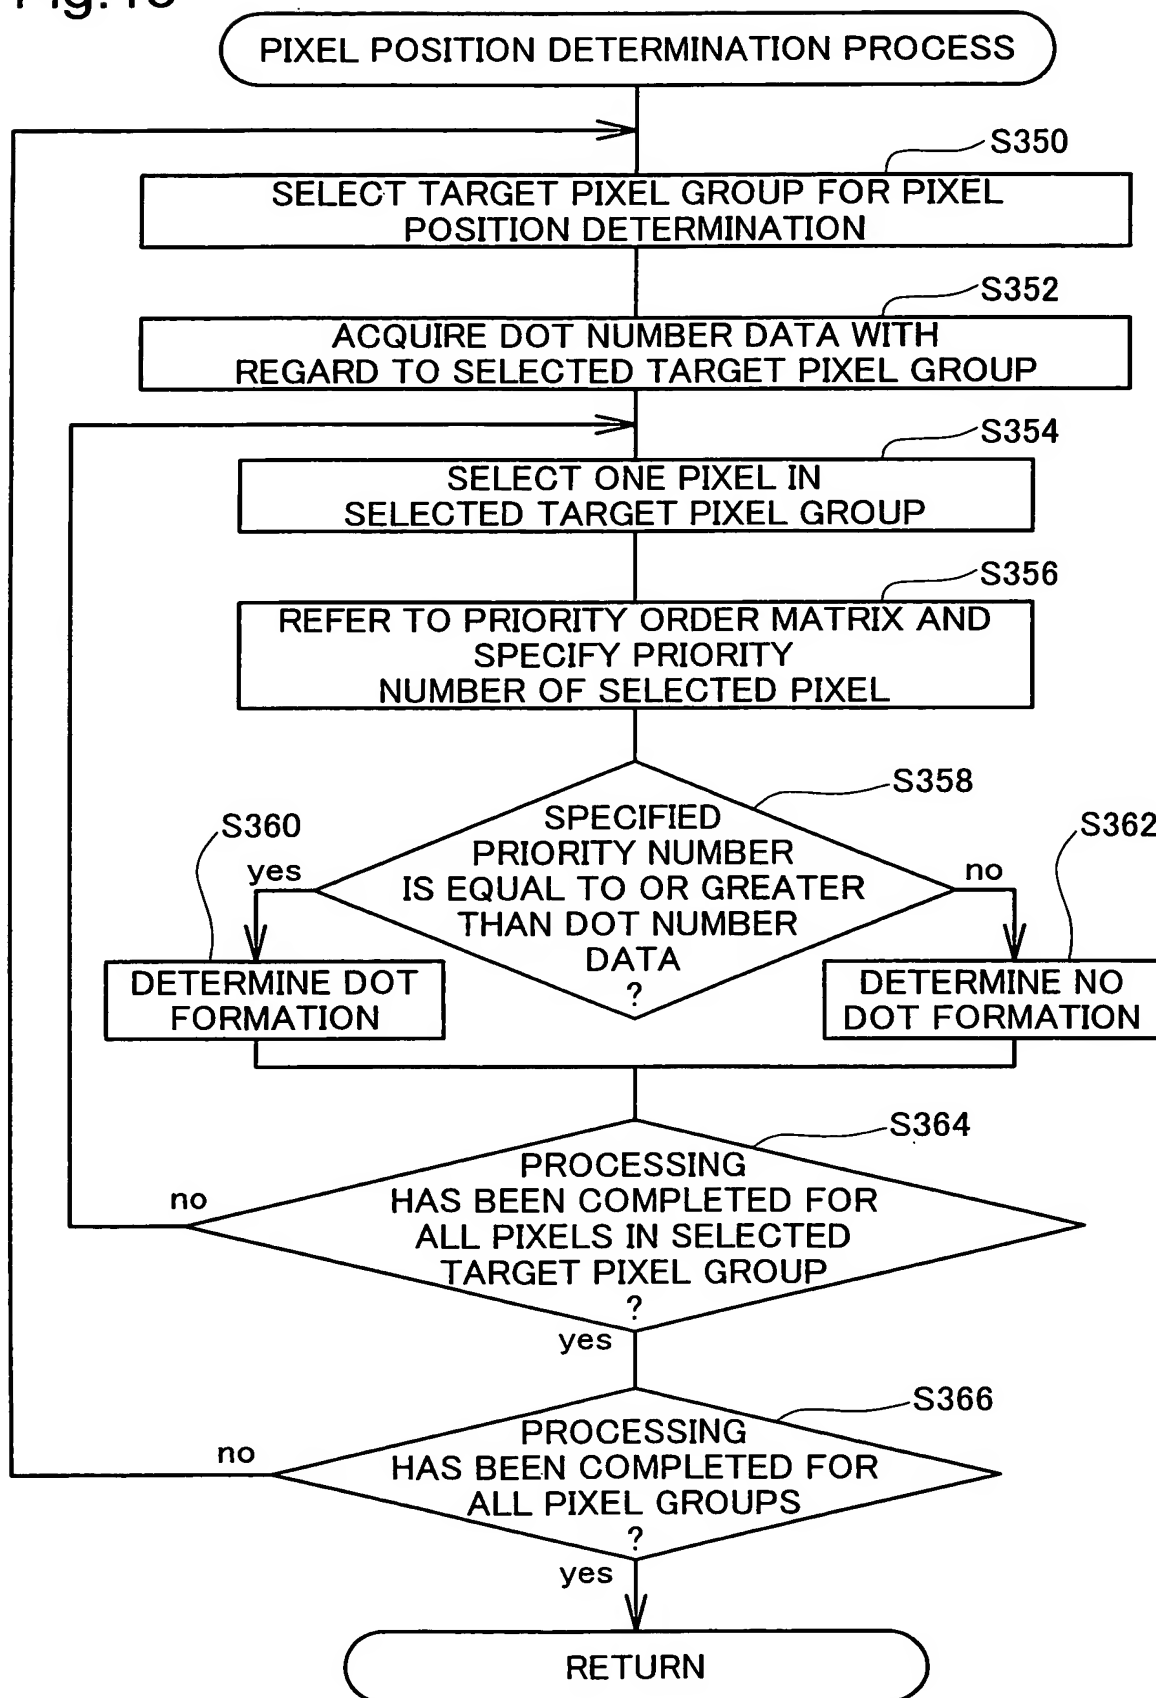 PIXEL POSITION DETERMINATION PROCESS
S350
SELECT TARGET PIXEL GROUP FOR PIXEL
POSITION DETERMINATION
S352
ACQUIRE DOT NUMBER DATA WITH
REGARD TO SELECTED TARGET PIXEL GROUP
S354
SELECT ONE PIXEL IN
SELECTED TARGET PIXEL GROUP
S356
REFER TO PRIORITY ORDER MATRIX AND
SPECIFY PRIORITY
NUMBER OF SELECTED PIXEL
S358
SPECIFIED
PRIORITY NUMBER
IS EQUAL TO OR GREATER
THAN DOT NUMBER
DATA
?
S360
yes
no
S362
DETERMINE DOT
FORMATION
DETERMINE NO
DOT FORMATION
S364
PROCESSING
HAS BEEN COMPLETED FOR
ALL PIXELS IN SELECTED
TARGET PIXEL GROUP
?
no
yes
S366
PROCESSING
HAS BEEN COMPLETED FOR
ALL PIXEL GROUPS
?
no
yes
RETURN